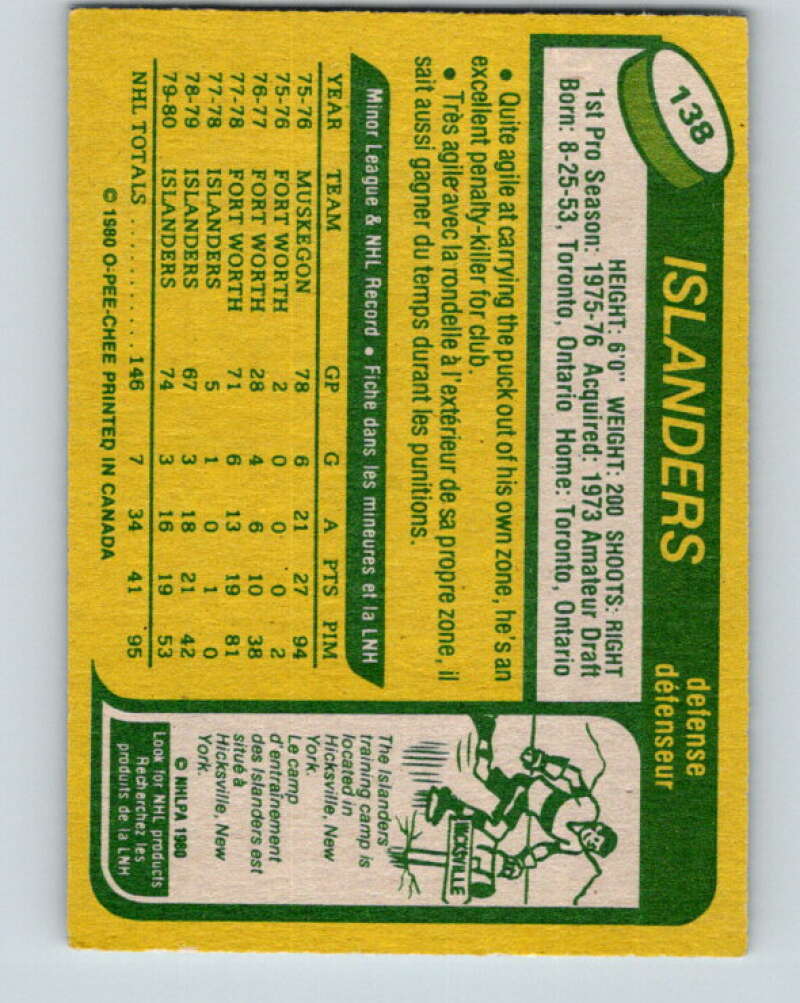 138
ISLANDERS
defense
défenseur
HEIGHT: 6'0" WEIGHT: 200 SHOOTS: RIGHT
1st Pro Season: 1975-76 Acquired: 1973 Amateur Draft
Born: 8-25-53, Toronto, Ontario Home: Toronto, Ontario
• Quite agile at carrying the puck out of his own zone, he's an
excellent penalty-killer for club.
• Très agile avec la rondelle à l'extérieur de sa propre zone, il
sait aussi gagner du temps durant les punitions.
Minor League & NHL Record • Fiche dans les mineures et la LNH
YEAR TEAM GP G A PTS PIM
75-76 MUSKEGON 78 6 21 27 94
75-76 FORT WORTH 2 0 0 0 2
76-77 FORT WORTH 28 4 6 10 38
77-78 FORT WORTH 71 6 13 19 81
77-78 ISLANDERS 5 1 0 1 0
78-79 ISLANDERS 67 3 18 21 42
79-80 ISLANDERS 74 3 16 19 53
NHL TOTALS .......... 146 7 34 41 95
© 1980 O-PEE-CHEE PRINTED IN CANADA
HICKSVILLE
The Islanders
training camp is
located in
Hicksville, New
York.
Le camp
d'entraînement
des Islanders est
situé à
Hicksville, New
York.
© NHLPA 1980
Look for NHL products
Recherchez les
produits de la LNH